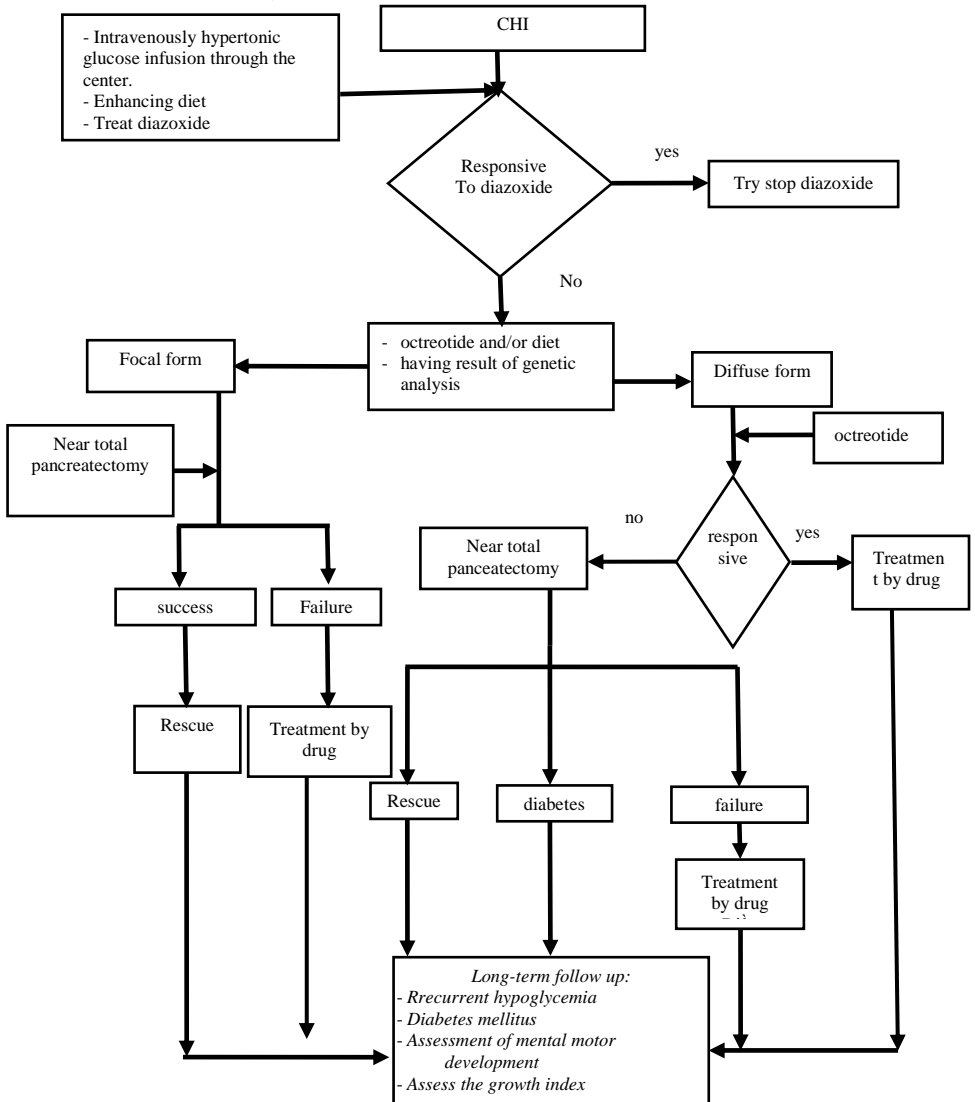 CHI
- Intravenously hypertonic
glucose infusion through the
center.
- Enhancing diet
- Treat diazoxide
Responsive
To diazoxide
yes
Try stop diazoxide
No
- octreotide and/or diet
- having result of genetic
analysis
Focal form
Diffuse form
Near total
pancreatectomy
octreotide
no
respon
sive
yes
Near total
panceatectomy
Treatmen
t by drug
success
Failure
Rescue
Treatment by
drug
Rescue
diabetes
failure
Treatment
by drug
Long-term follow up:
- Rrecurrent hypoglycemia
- Diabetes mellitus
- Assessment of mental motor
development
- Assess the growth index